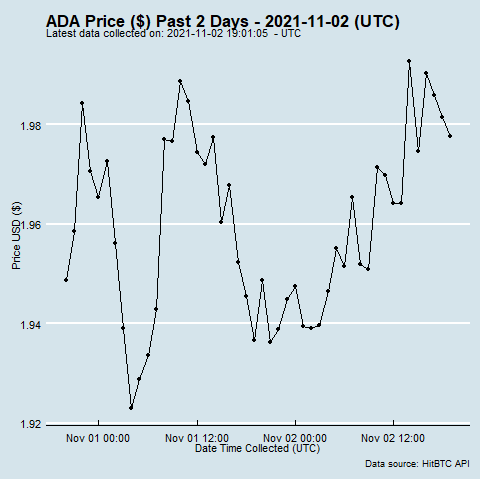 ADA Price ($) Past 2 Days - 2021-11-02 (UTC)
Latest data collected on: 2021-11-02 19:01:05 - UTC
1.98
1.96
1.94
1.92
Price USD ($)
Nov 01 00:00 Nov 01 12:00 Nov 02 00:00 Nov 02 12:00
Date Time Collected (UTC)
Data source: HitBTC API